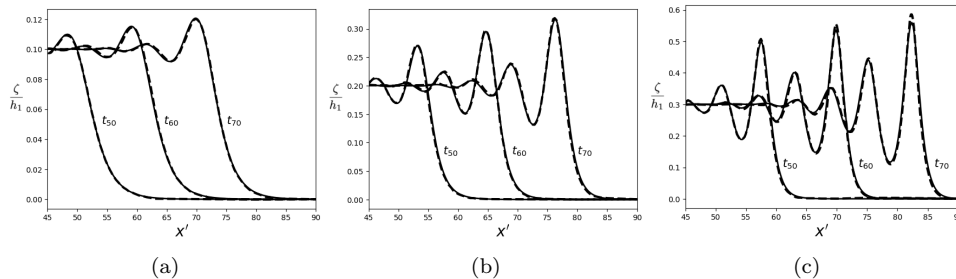 0.12
0.10
0.08
0.06
0.04
0.02
0.00
ζ/h₁
t₅₀
t₆₀
t₇₀
45 50 55 60 65 70 75 80 85 90
x′
(a)
0.30
0.25
0.20
0.15
0.10
0.05
0.00
ζ/h₁
t₅₀
t₆₀
t₇₀
45 50 55 60 65 70 75 80 85 90
x′
(b)
0.6
0.5
0.4
0.3
0.2
0.1
0.0
ζ/h₁
t₅₀
t₆₀
t₇₀
45 50 55 60 65 70 75 80 85 90
x′
(c)